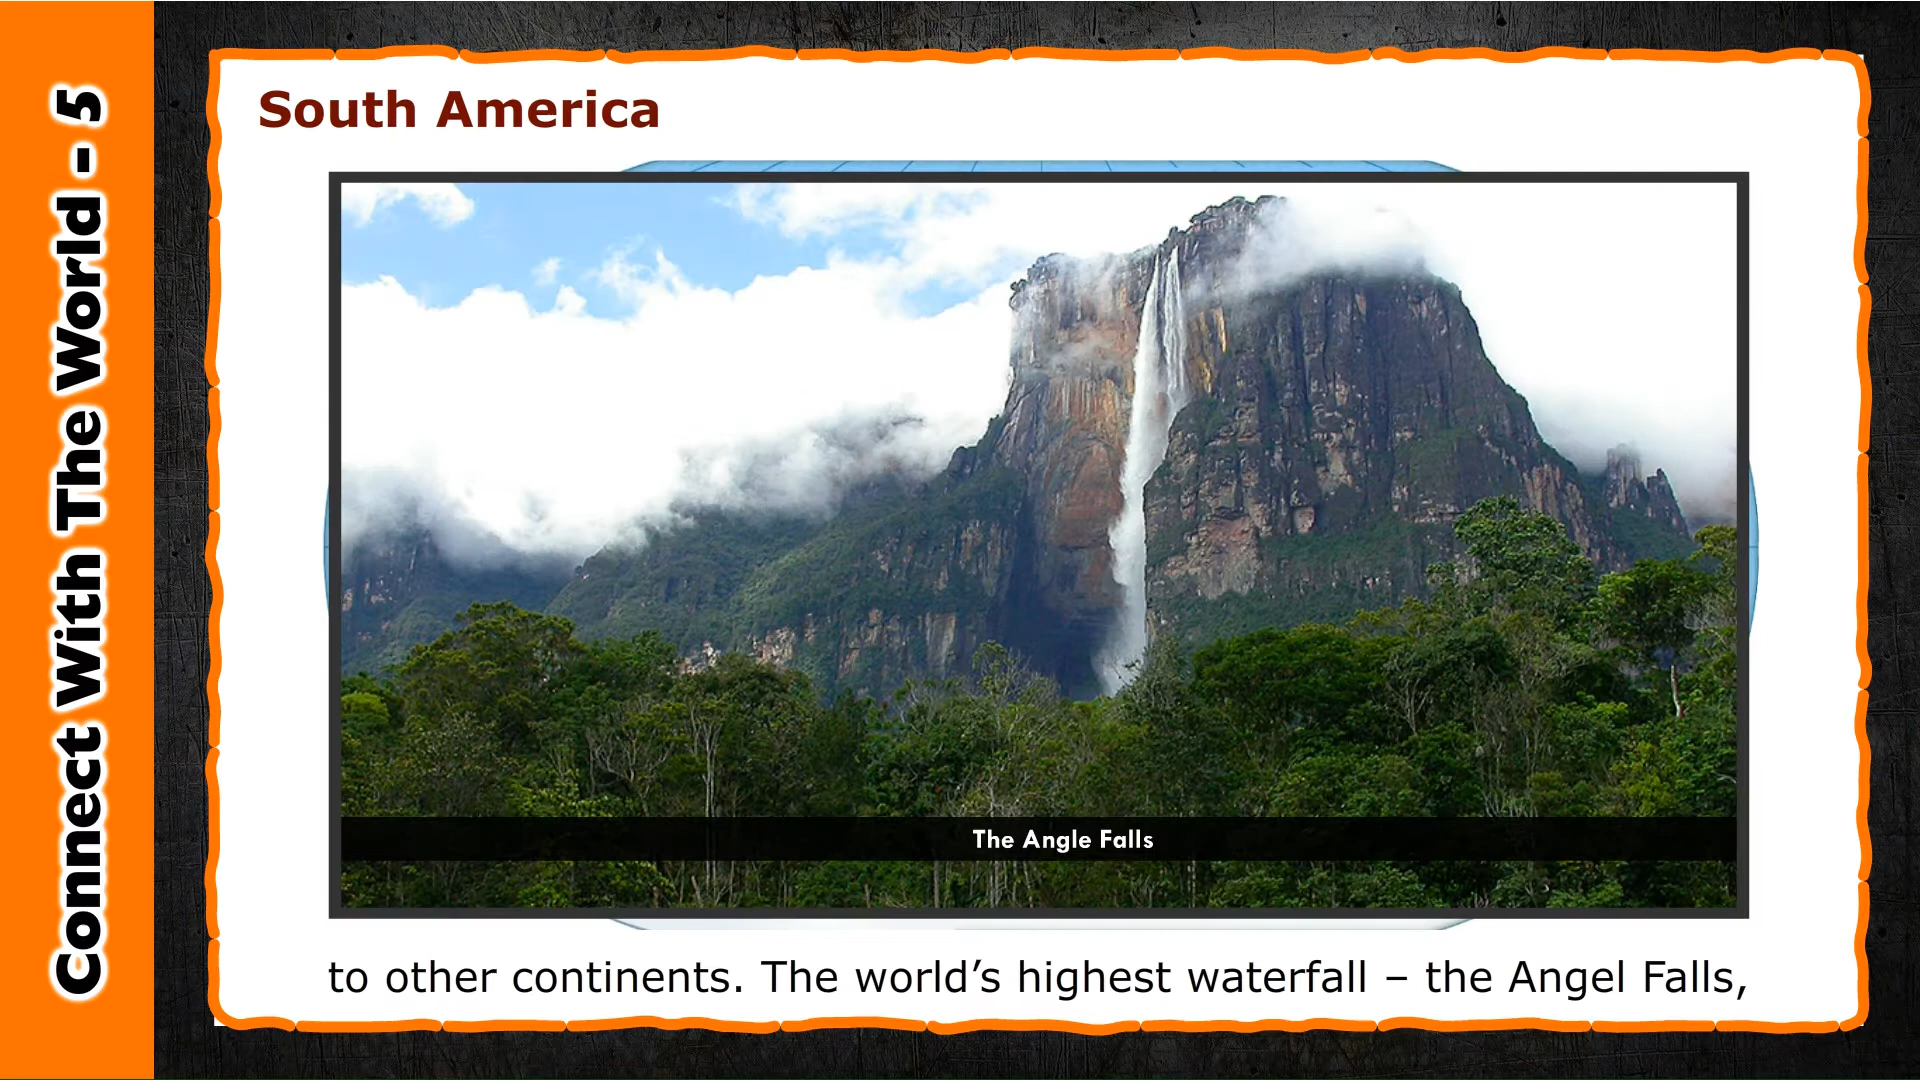 Connect With The World - 5
South America
The Angle Falls
to other continents. The world’s highest waterfall – the Angel Falls,